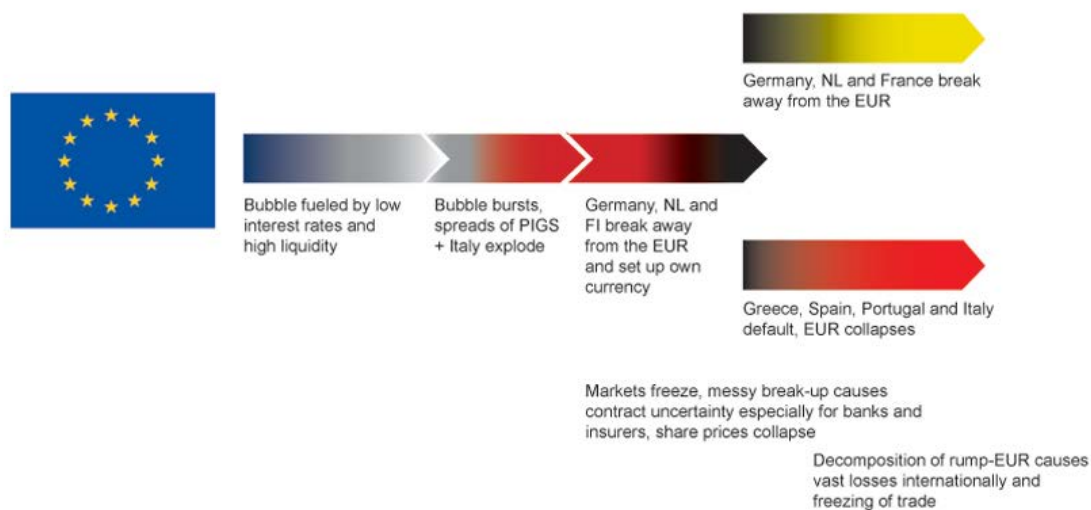 Germany, NL and France break
away from the EUR
Bubble fueled by low
interest rates and
high liquidity
Bubble bursts,
spreads of PIGS
+ Italy explode
Germany, NL and
FI break away
from the EUR
and set up own
currency
Greece, Spain, Portugal and Italy
default, EUR collapses
Markets freeze, messy break-up causes
contract uncertainty especially for banks and
insurers, share prices collapse
Decomposition of rump-EUR causes
vast losses internationally and
freezing of trade